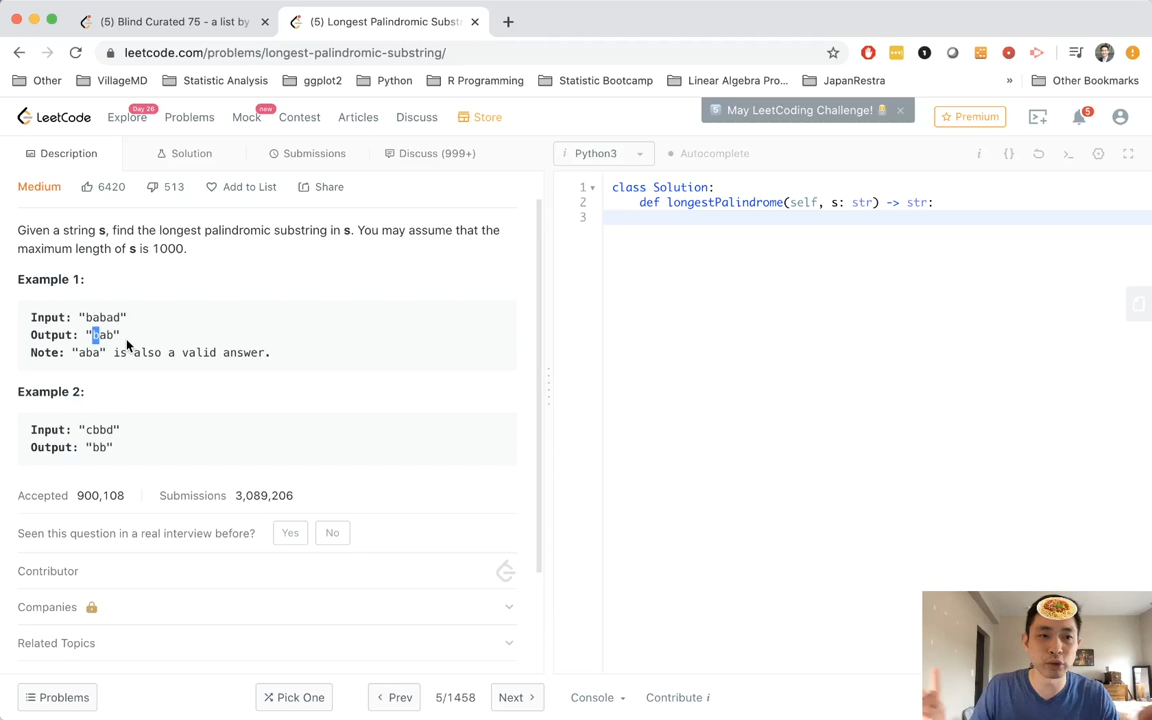 (5) Blind Curated 75 - a list by
(5) Longest Palindromic Subst
leetcode.com/problems/longest-palindromic-substring/
Other VillageMD Statistic Analysis ggplot2 Python R Programming Statistic Bootcamp Linear Algebra Pro... JapanRestra » Other Bookmarks
LeetCode Explore Day 26 Problems Mock new Contest Articles Discuss Store May LeetCoding Challenge! Premium 5
Description Solution Submissions Discuss (999+)
Python3 Autocomplete
Medium 6420 513 Add to List Share
Given a string s, find the longest palindromic substring in s. You may assume that the
maximum length of s is 1000.
Example 1:
Input: "babad"
Output: "bab"
Note: "aba" is also a valid answer.
Example 2:
Input: "cbbd"
Output: "bb"
Accepted 900,108 Submissions 3,089,206
Seen this question in a real interview before? Yes No
Contributor
Companies
Related Topics
1 class Solution:
2 def longestPalindrome(self, s: str) -> str:
3
Problems Pick One Prev 5/1458 Next Console Contribute i